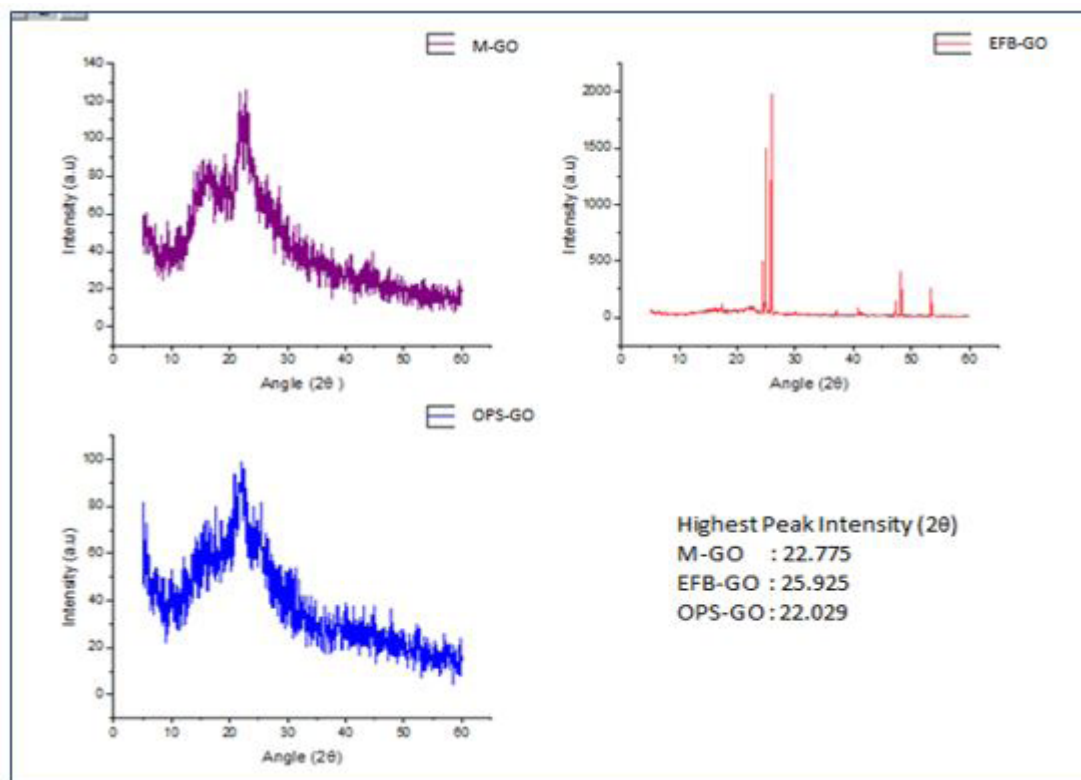 M-GO
140
120
100
80
60
40
20
0
Intensity (a.u)
0 10 20 30 40 50 60
Angle (2θ )
EFB-GO
2000
1500
1000
500
0
Intensity (a.u)
0 10 20 30 40 50 60
Angle (2θ)
OPS-GO
100
80
60
40
20
0
Intensity (a.u)
0 10 20 30 40 50 60
Angle (2θ)
Highest Peak Intensity (2θ)
M-GO : 22.775
EFB-GO : 25.925
OPS-GO : 22.029